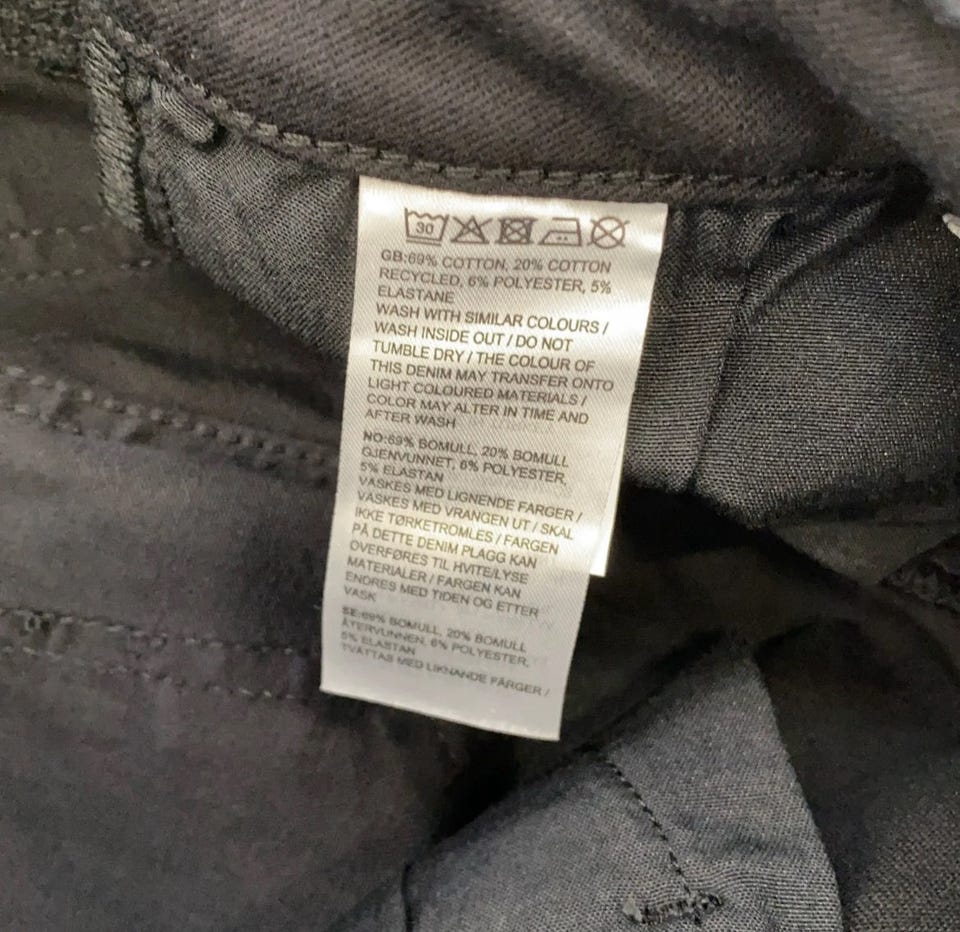 30
GB:69% COTTON, 20% COTTON
RECYCLED, 6% POLYESTER, 5%
ELASTANE
WASH WITH SIMILAR COLOURS /
WASH INSIDE OUT / DO NOT
TUMBLE DRY / THE COLOUR OF
THIS DENIM MAY TRANSFER ONTO
LIGHT COLOURED MATERIALS /
COLOR MAY ALTER IN TIME AND
AFTER WASH
NO:69% BOMULL, 20% BOMULL
GJENVUNNET, 6% POLYESTER,
5% ELASTAN
VASKES MED LIGNENDE FARGER /
VASKES MED VRANGEN UT / SKAL
IKKE TØRKETROMLES / FARGEN
PÅ DETTE DENIM PLAGG KAN
OVERFØRES TIL HVITE/LYSE
MATERIALER / FARGEN KAN
ENDRES MED TIDEN OG ETTER
VASK
SE:69% BOMULL, 20% BOMULL
ÅTERVUNNEN, 6% POLYESTER,
5% ELASTAN
TVÄTTAS MED LIKNANDE FÄRGER /